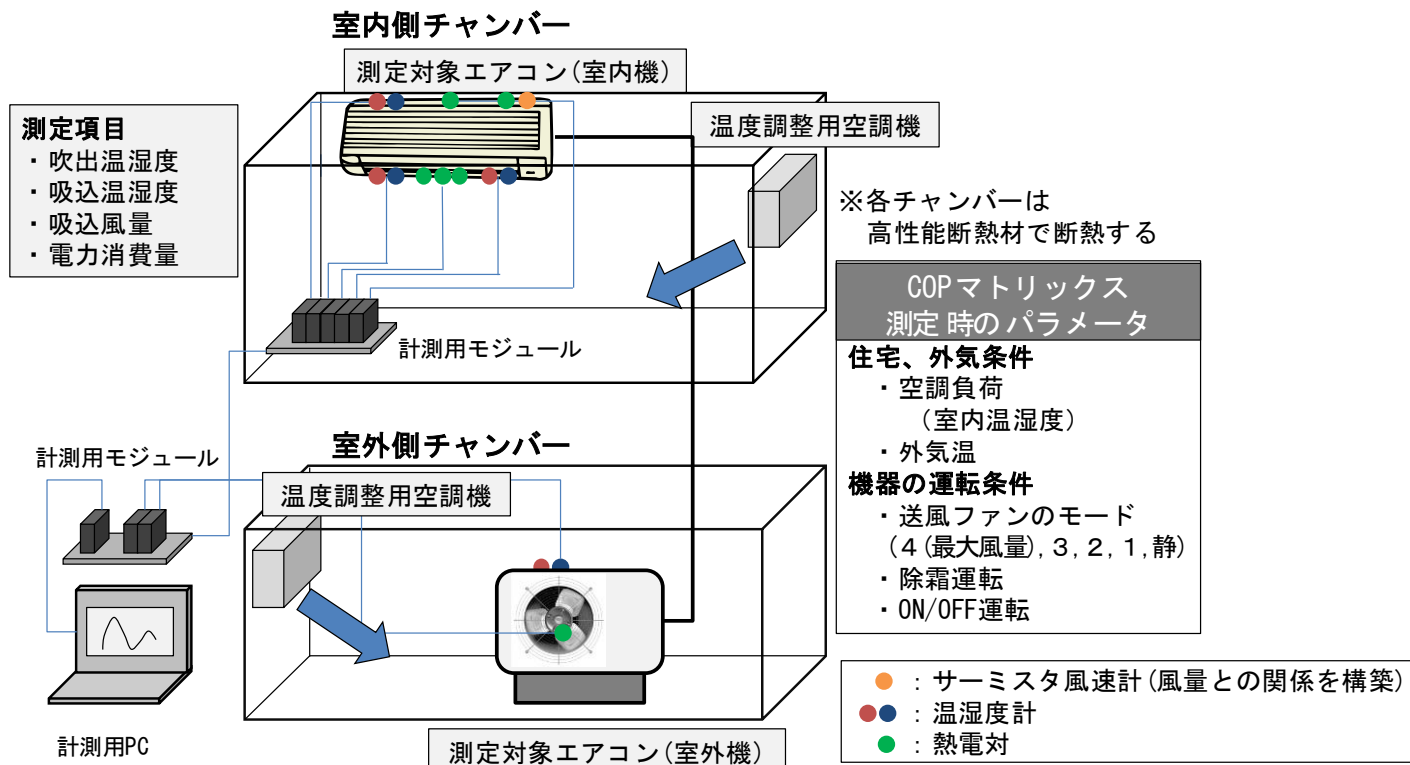 室内側チャンバー
測定対象エアコン(室内機)
測定項目
・吹出温湿度
・吸込温湿度
・吸込風量
・電力消費量
温度調整用空調機
※各チャンバーは
高性能断熱材で断熱する
計測用モジュール
COPマトリックス
測定時のパラメータ
住宅、外気条件
・空調負荷
(室内温湿度)
・外気温
機器の運転条件
・送風ファンのモード
(4(最大風量),3,2,1,静)
・除霜運転
・ON/OFF運転
室外側チャンバー
計測用モジュール
温度調整用空調機
計測用PC
測定対象エアコン(室外機)
:サーミスタ風速計(風量との関係を構築)
:温湿度計
:熱電対